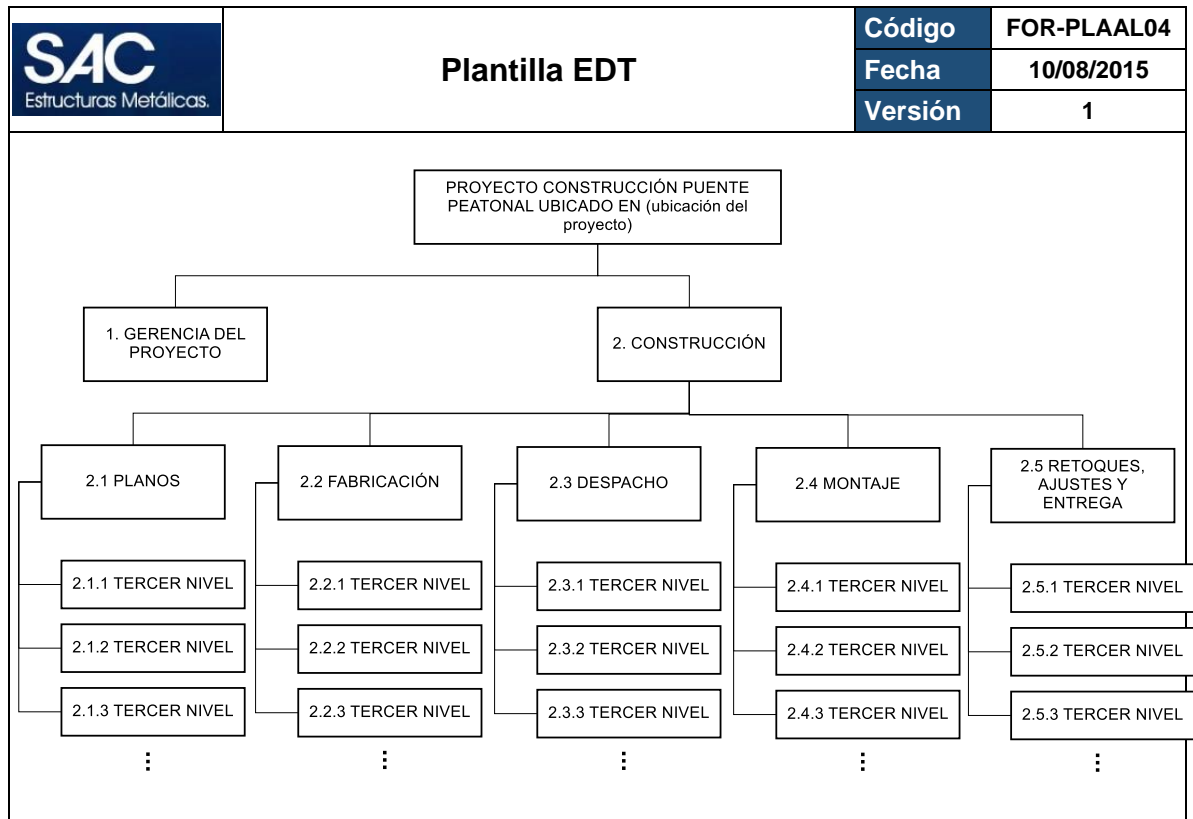 SAC
Estructuras Metálicas.
Plantilla EDT
Código FOR-PLAAL04
Fecha 10/08/2015
Versión 1
PROYECTO CONSTRUCCIÓN PUENTE
PEATONAL UBICADO EN (ubicación del
proyecto)
1. GERENCIA DEL
PROYECTO
2. CONSTRUCCIÓN
2.1 PLANOS
2.2 FABRICACIÓN
2.3 DESPACHO
2.4 MONTAJE
2.5 RETOQUES,
AJUSTES Y
ENTREGA
2.1.1 TERCER NIVEL
2.2.1 TERCER NIVEL
2.3.1 TERCER NIVEL
2.4.1 TERCER NIVEL
2.5.1 TERCER NIVEL
2.1.2 TERCER NIVEL
2.2.2 TERCER NIVEL
2.3.2 TERCER NIVEL
2.4.2 TERCER NIVEL
2.5.2 TERCER NIVEL
2.1.3 TERCER NIVEL
2.2.3 TERCER NIVEL
2.3.3 TERCER NIVEL
2.4.3 TERCER NIVEL
2.5.3 TERCER NIVEL